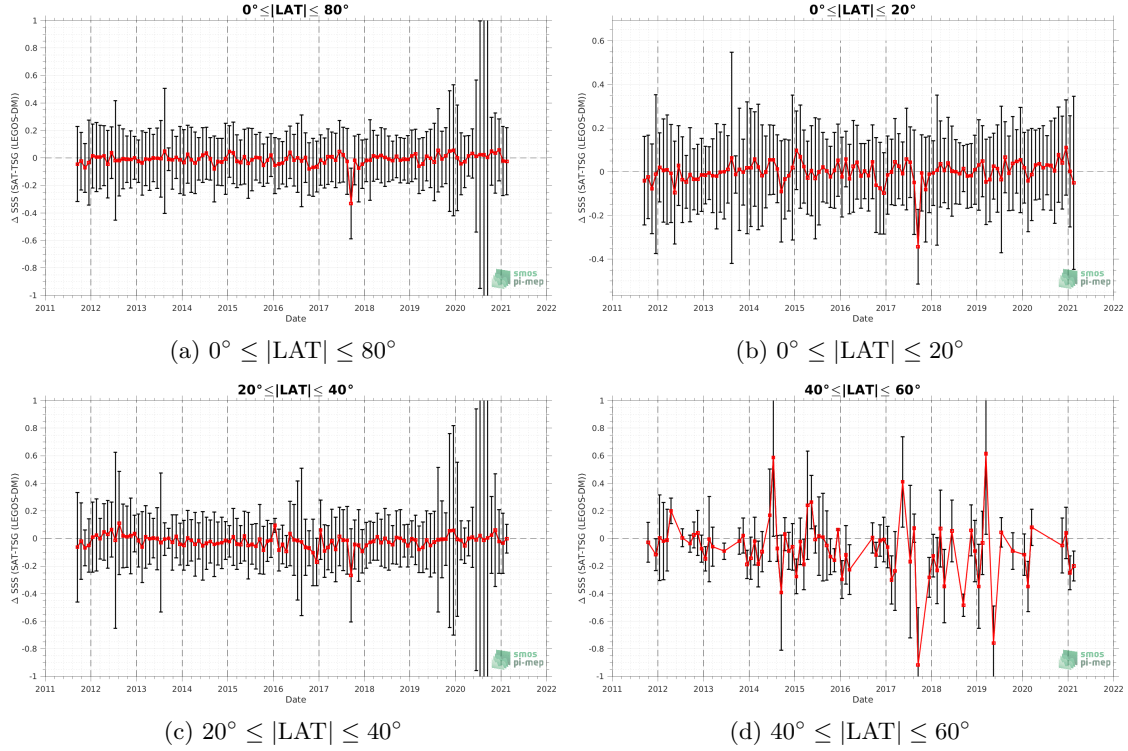 0°≤|LAT|≤ 80°
Δ SSS (SAT-TSG (LEGOS-DM))
1
0.8
0.6
0.4
0.2
0
-0.2
-0.4
-0.6
-0.8
-1
2011 2012 2013 2014 2015 2016 2017 2018 2019 2020 2021 2022
Date
smos
pi-mep
(a) 0° ≤ |LAT| ≤ 80°
0°≤|LAT|≤ 20°
Δ SSS (SAT-TSG (LEGOS-DM))
0.6
0.4
0.2
0
-0.2
-0.4
2011 2012 2013 2014 2015 2016 2017 2018 2019 2020 2021 2022
Date
smos
pi-mep
(b) 0° ≤ |LAT| ≤ 20°
20°≤|LAT|≤ 40°
Δ SSS (SAT-TSG (LEGOS-DM))
1
0.8
0.6
0.4
0.2
0
-0.2
-0.4
-0.6
-0.8
-1
2011 2012 2013 2014 2015 2016 2017 2018 2019 2020 2021 2022
Date
smos
pi-mep
(c) 20° ≤ |LAT| ≤ 40°
40°≤|LAT|≤ 60°
Δ SSS (SAT-TSG (LEGOS-DM))
1
0.8
0.6
0.4
0.2
0
-0.2
-0.4
-0.6
-0.8
-1
2011 2012 2013 2014 2015 2016 2017 2018 2019 2020 2021 2022
Date
smos
pi-mep
(d) 40° ≤ |LAT| ≤ 60°